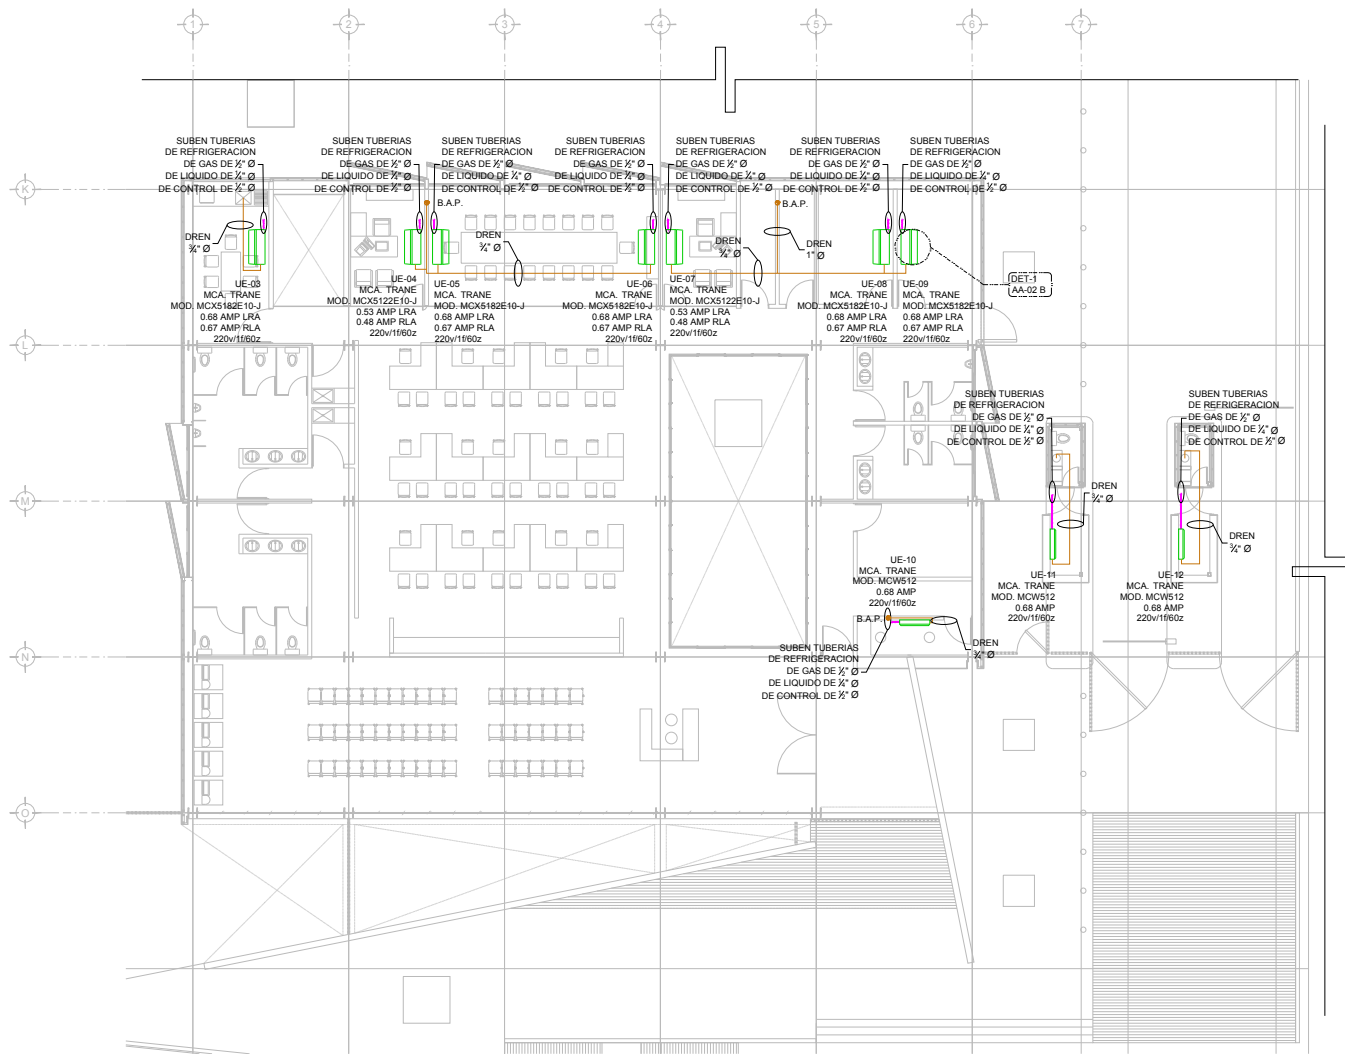 1
2
3
4
5
6
7
K
L
M
N
O
SUBEN TUBERIAS
DE REFRIGERACION
DE GAS DE ½" Ø
DE LIQUIDO DE ¼" Ø
DE CONTROL DE ½" Ø
SUBEN TUBERIAS
DE REFRIGERACION
DE GAS DE ½" Ø
DE LIQUIDO DE ¼" Ø
DE CONTROL DE ½" Ø
SUBEN TUBERIAS
DE REFRIGERACION
DE GAS DE ½" Ø
DE LIQUIDO DE ¼" Ø
DE CONTROL DE ½" Ø
SUBEN TUBERIAS
DE REFRIGERACION
DE GAS DE ½" Ø
DE LIQUIDO DE ¼" Ø
DE CONTROL DE ½" Ø
SUBEN TUBERIAS
DE REFRIGERACION
DE GAS DE ½" Ø
DE LIQUIDO DE ¼" Ø
DE CONTROL DE ½" Ø
SUBEN TUBERIAS
DE REFRIGERACION
DE GAS DE ½" Ø
DE LIQUIDO DE ¼" Ø
DE CONTROL DE ½" Ø
SUBEN TUBERIAS
DE REFRIGERACION
DE GAS DE ½" Ø
DE LIQUIDO DE ¼" Ø
DE CONTROL DE ½" Ø
B.A.P.
B.A.P.
DREN
¾" Ø
DREN
¾" Ø
DREN
¾" Ø
DREN
1" Ø
UE-03
MCA. TRANE
MOD. MCX5182E10-J
0.68 AMP LRA
0.67 AMP RLA
220v/1f/60z
UE-04
MCA. TRANE
MOD. MCX5122E10-J
0.53 AMP LRA
0.48 AMP RLA
220v/1f/60z
UE-05
MCA. TRANE
MOD. MCX5182E10-J
0.68 AMP LRA
0.67 AMP RLA
220v/1f/60z
UE-06
MCA. TRANE
MOD. MCX5182E10-J
0.68 AMP LRA
0.67 AMP RLA
220v/1f/60z
UE-07
MCA. TRANE
MOD. MCX5122E10-J
0.53 AMP LRA
0.48 AMP RLA
220v/1f/60z
UE-08
MCA. TRANE
MOD. MCX5182E10-J
0.68 AMP LRA
0.67 AMP RLA
220v/1f/60z
UE-09
MCA. TRANE
MOD. MCX5182E10-J
0.68 AMP LRA
0.67 AMP RLA
220v/1f/60z
DET-1
AA-02 B
SUBEN TUBERIAS
DE REFRIGERACION
DE GAS DE ½" Ø
DE LIQUIDO DE ¼" Ø
DE CONTROL DE ½" Ø
SUBEN TUBERIAS
DE REFRIGERACION
DE GAS DE ½" Ø
DE LIQUIDO DE ¼" Ø
DE CONTROL DE ½" Ø
DREN
¾" Ø
DREN
¾" Ø
UE-10
MCA. TRANE
MOD. MCW512
0.68 AMP
220v/1f/60z
UE-11
MCA. TRANE
MOD. MCW512
0.68 AMP
220v/1f/60z
UE-12
MCA. TRANE
MOD. MCW512
0.68 AMP
220v/1f/60z
B.A.P.
DREN
¾" Ø
SUBEN TUBERIAS
DE REFRIGERACION
DE GAS DE ½" Ø
DE LIQUIDO DE ¼" Ø
DE CONTROL DE ½" Ø